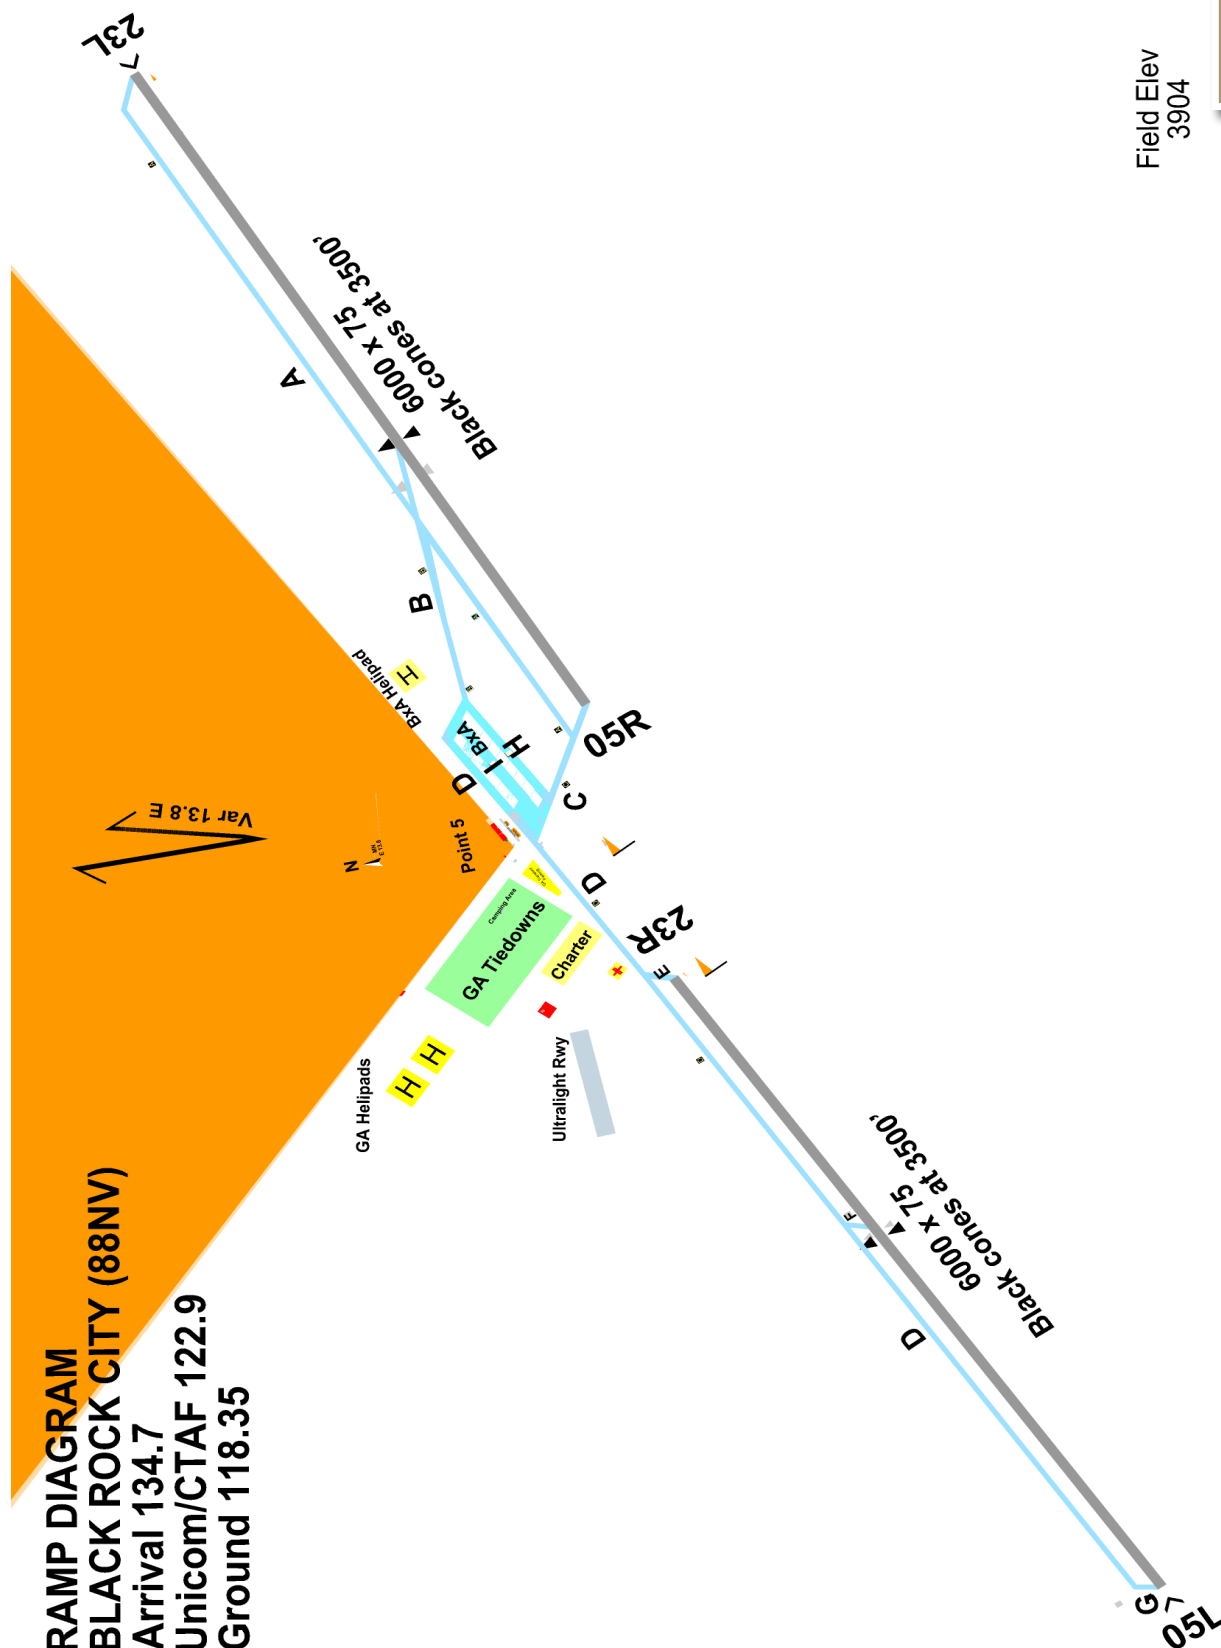 RAMP DIAGRAM
BLACK ROCK CITY (88NV)
Arrival 134.7
Unicom/CTAF 122.9
Ground 118.35
Field Elev
3904
23L
A
6000 x 75
Black cones at 3500'
B
BxA Helipad
H
BxA
I
H
D
C
05R
Var 13.8 E
N
MN
Point 5
D
Camping Area
GA Tiedowns
Charter
23R
E
GA Helipads
H
H
Ultralight Rwy
F
6000 x 75
Black cones at 3500'
D
G
05L